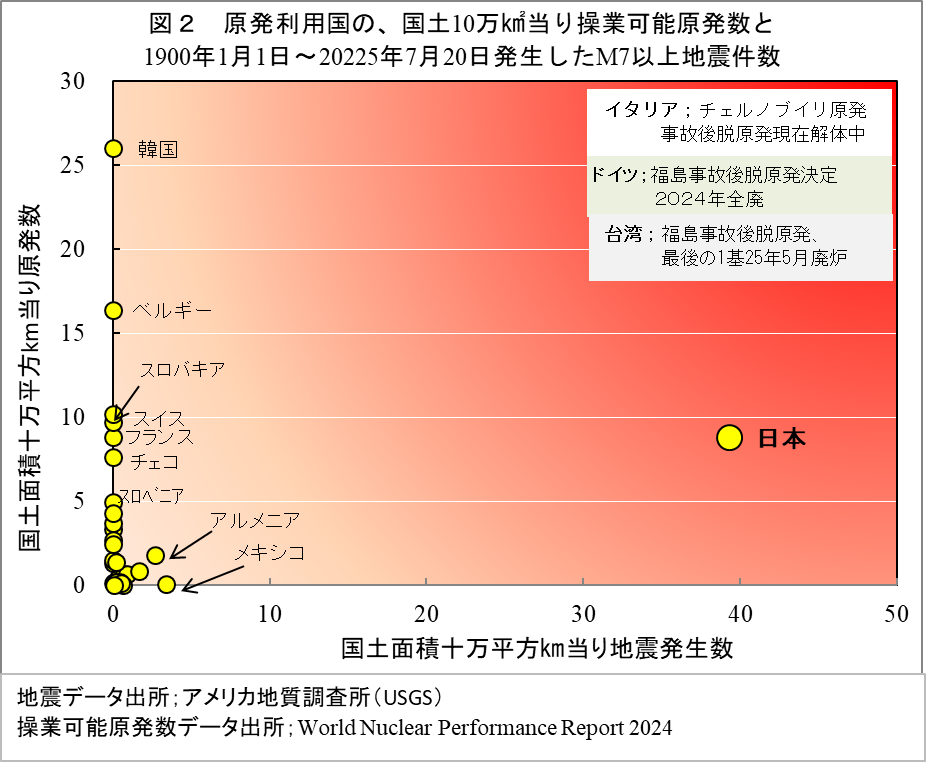 図２　原発利用国の、国土10万㎢当り操業可能原発数と
1900年1月1日～20225年7月20日発生したM7以上地震件数
30
25
20
15
10
5
0
国土面積十万平方km当り原発数
イタリア；チェルノブイリ原発
事故後脱原発現在解体中
ドイツ；福島事故後脱原発決定
２０２４年全廃
台湾；福島事故後脱原発、
最後の1基25年5月廃炉
韓国
ベルギー
スロバキア
スイス
フランス
チェコ
ｽﾛﾍﾞﾆｱ
アルメニア
メキシコ
日本
0
10
20
30
40
50
国土面積十万平方㎞当り地震発生数
地震データ出所；アメリカ地質調査所（USGS）
操業可能原発数データ出所；World Nuclear Performance Report 2024